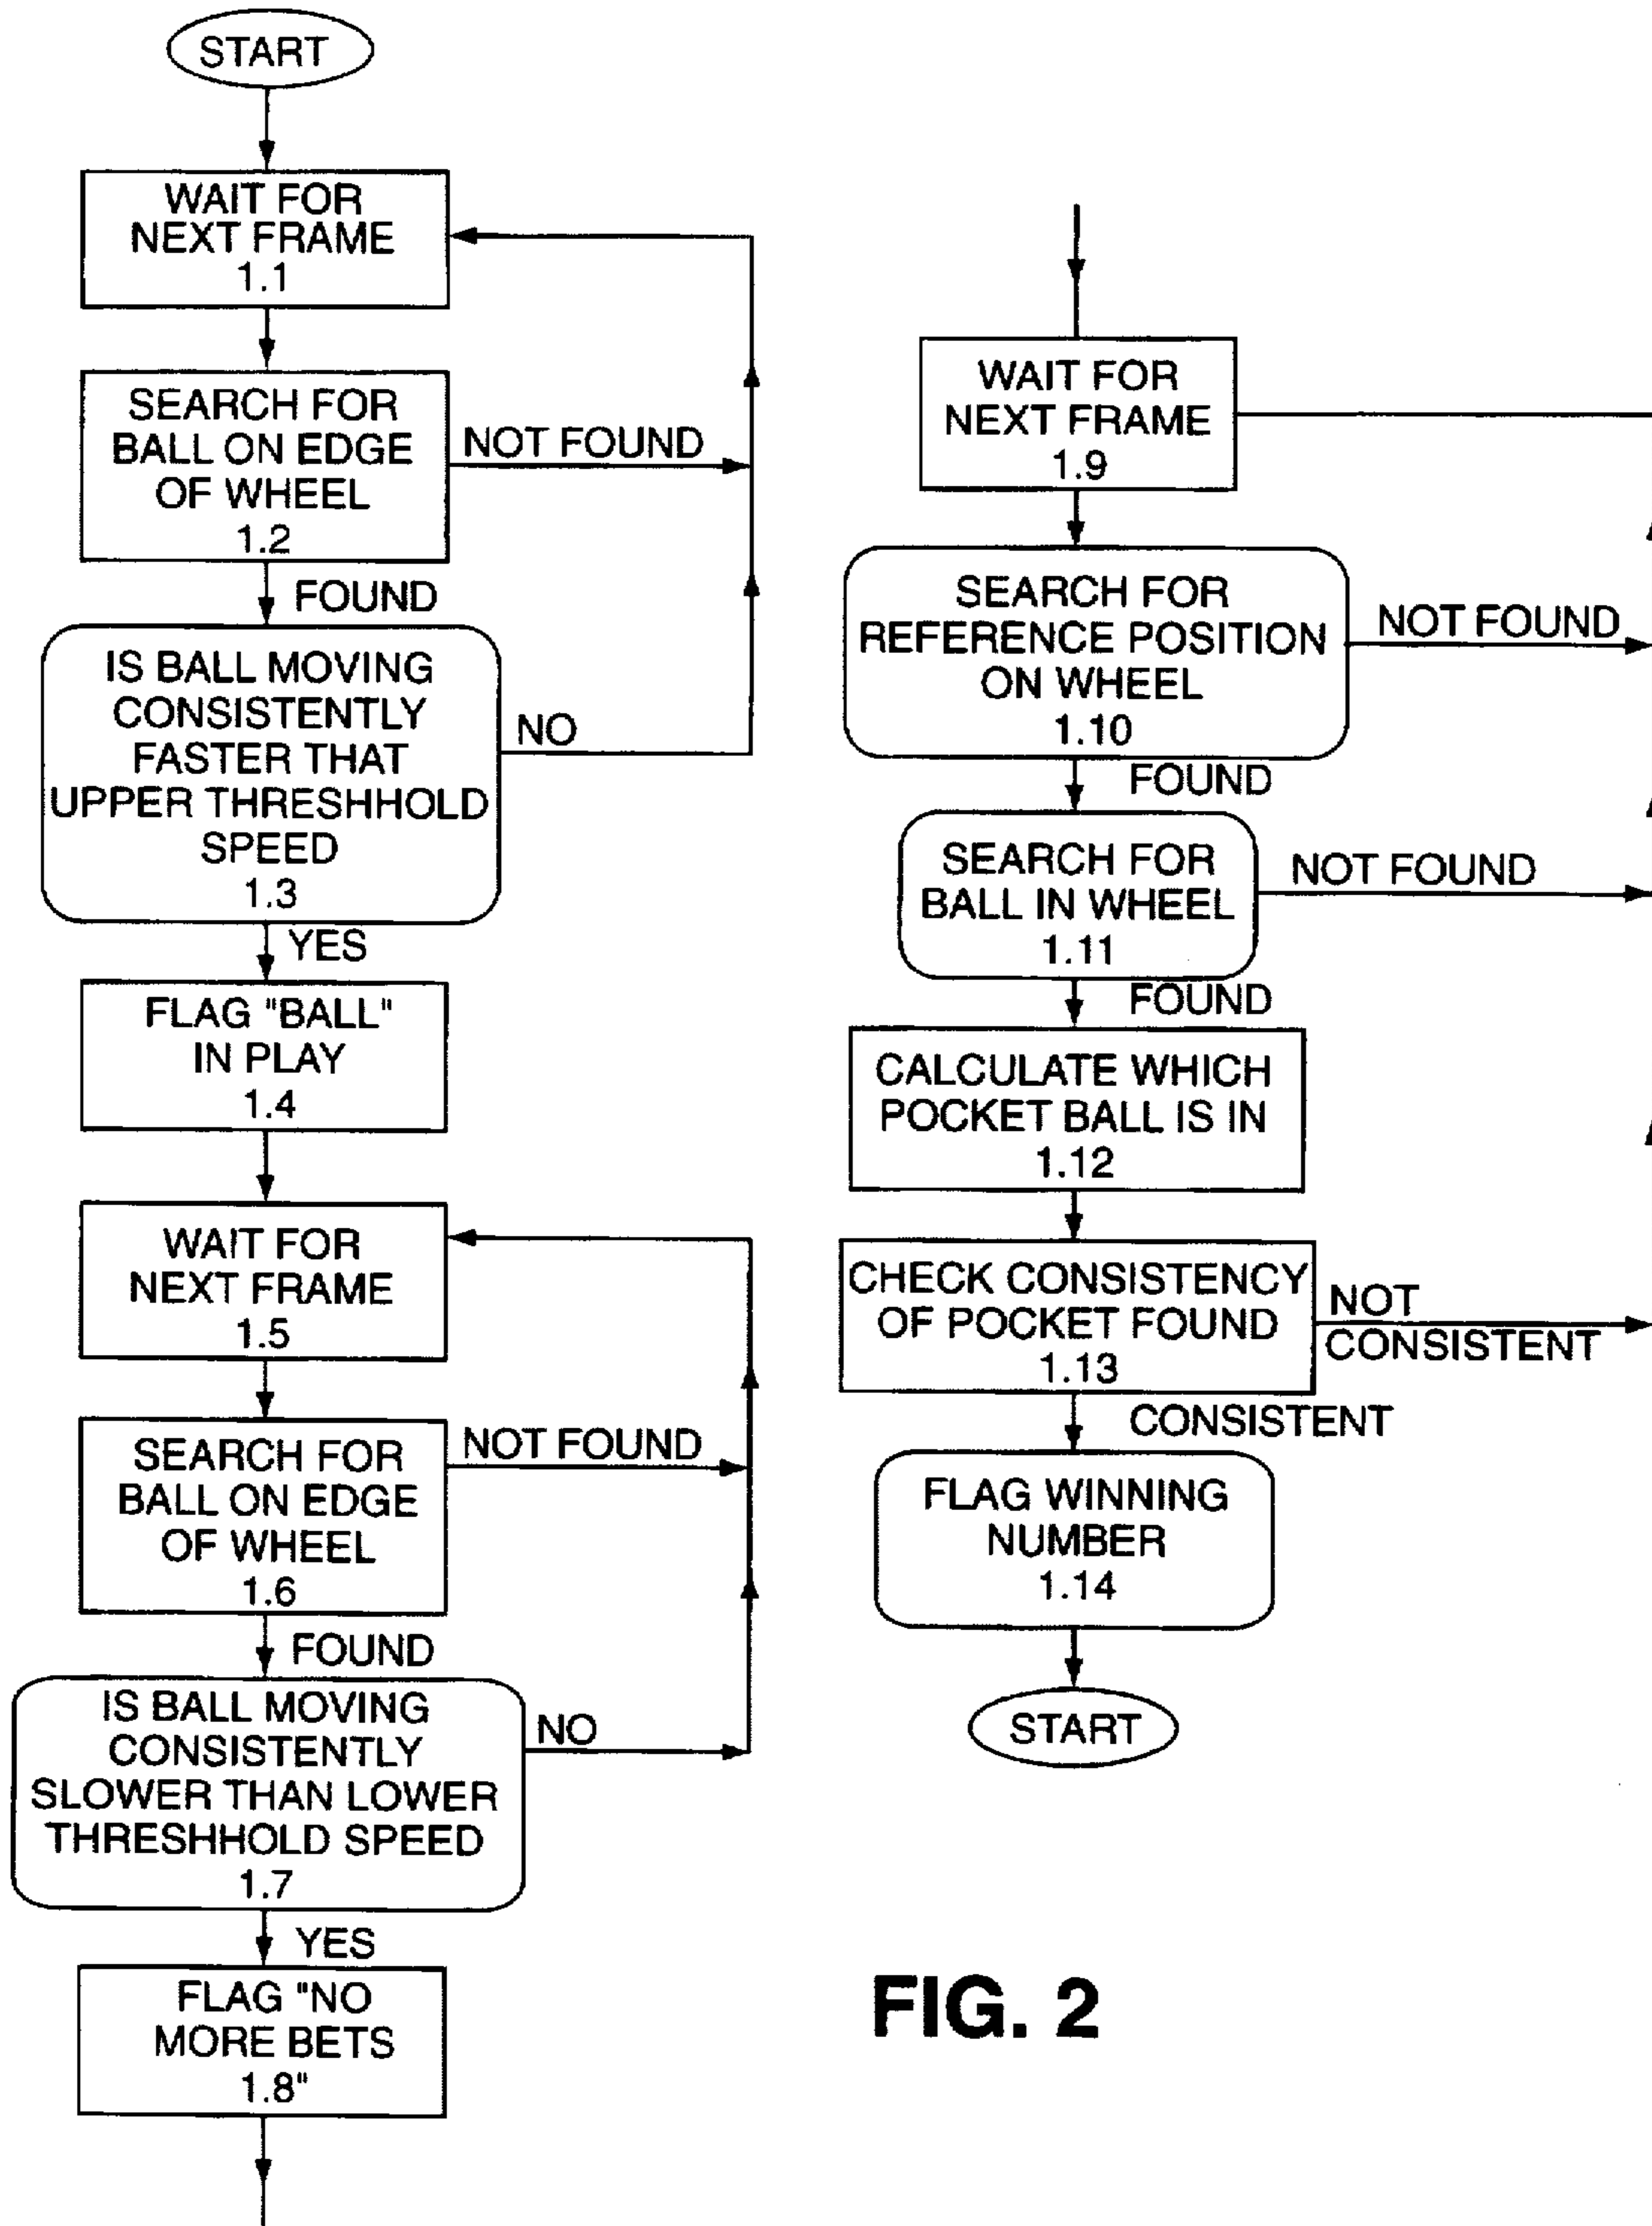 START
WAIT FOR
NEXT FRAME
1.1
SEARCH FOR
BALL ON EDGE
OF WHEEL
1.2
NOT FOUND
FOUND
IS BALL MOVING
CONSISTENTLY
FASTER THAT
UPPER THRESHHOLD
SPEED
1.3
NO
YES
FLAG "BALL"
IN PLAY
1.4
WAIT FOR
NEXT FRAME
1.5
SEARCH FOR
BALL ON EDGE
OF WHEEL
1.6
NOT FOUND
FOUND
IS BALL MOVING
CONSISTENTLY
SLOWER THAN LOWER
THRESHHOLD SPEED
1.7
NO
YES
FLAG "NO
MORE BETS
1.8"
WAIT FOR
NEXT FRAME
1.9
SEARCH FOR
REFERENCE POSITION
ON WHEEL
1.10
NOT FOUND
FOUND
SEARCH FOR
BALL IN WHEEL
1.11
NOT FOUND
FOUND
CALCULATE WHICH
POCKET BALL IS IN
1.12
CHECK CONSISTENCY
OF POCKET FOUND
1.13
NOT
CONSISTENT
CONSISTENT
FLAG WINNING
NUMBER
1.14
START
FIG. 2